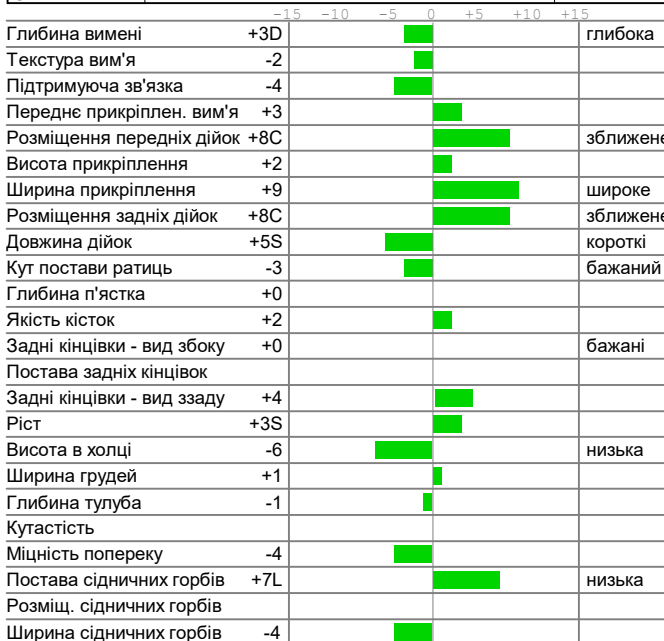 -15 -10 -5 0 +5 +10 +15
Глибина вимені +3D глибока
Текстура вим'я -2
Підтримуюча зв'язка -4
Переднє прикріплен. вим'я +3
Розміщення передніх дійок +8C зближене
Висота прикріплення +2
Ширина прикріплення +9 широке
Розміщення задніх дійок +8C зближене
Довжина дійок +5S короткі
Кут постави ратиць -3 бажаний
Глибина п'ястка +0
Якість кісток +2
Задні кінцівки - вид збоку +0 бажані
Постава задніх кінцівок
Задні кінцівки - вид ззаду +4
Ріст +3S
Висота в холці -6 низька
Ширина грудей +1
Глибина тулуба -1
Кутастість
Міцність попереку -4
Постава сідничних горбів +7L низька
Розміщ. сідничних горбів
Ширина сідничних горбів -4